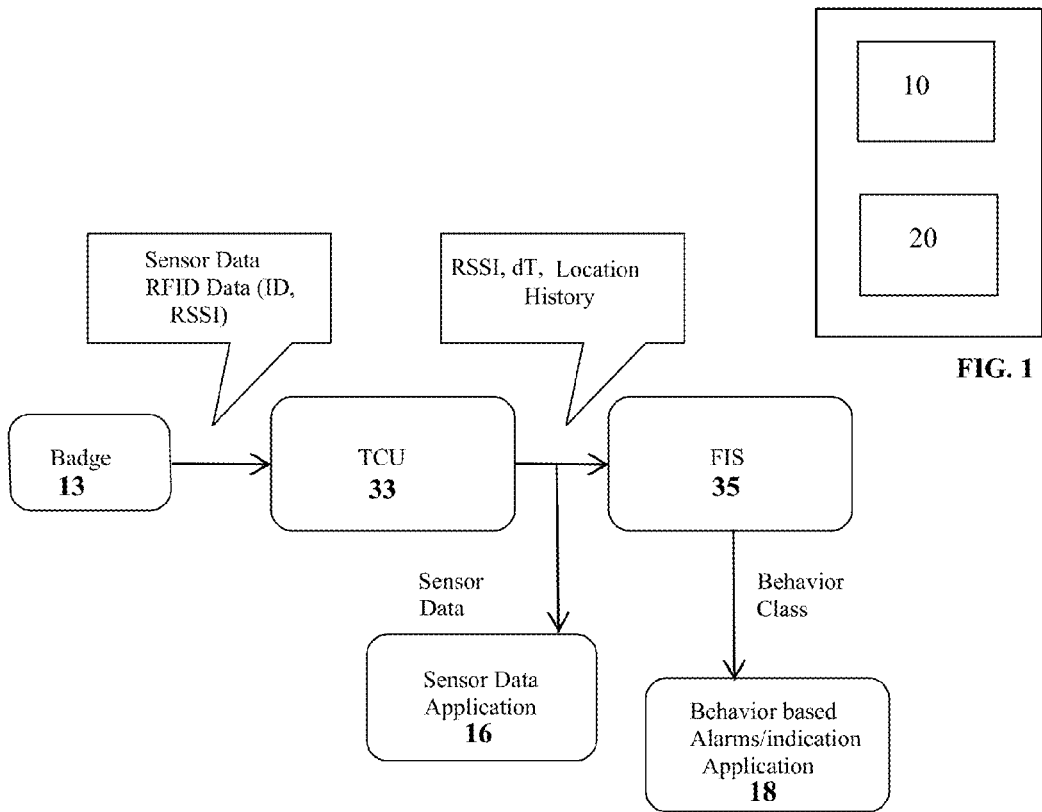 10
20
FIG. 1
Sensor Data
RFID Data (ID,
RSSI)
RSSI, dT, Location
History
Badge
13
TCU
33
FIS
35
Sensor
Data
Behavior
Class
Sensor Data
Application
16
Behavior based
Alarms/indication
Application
18